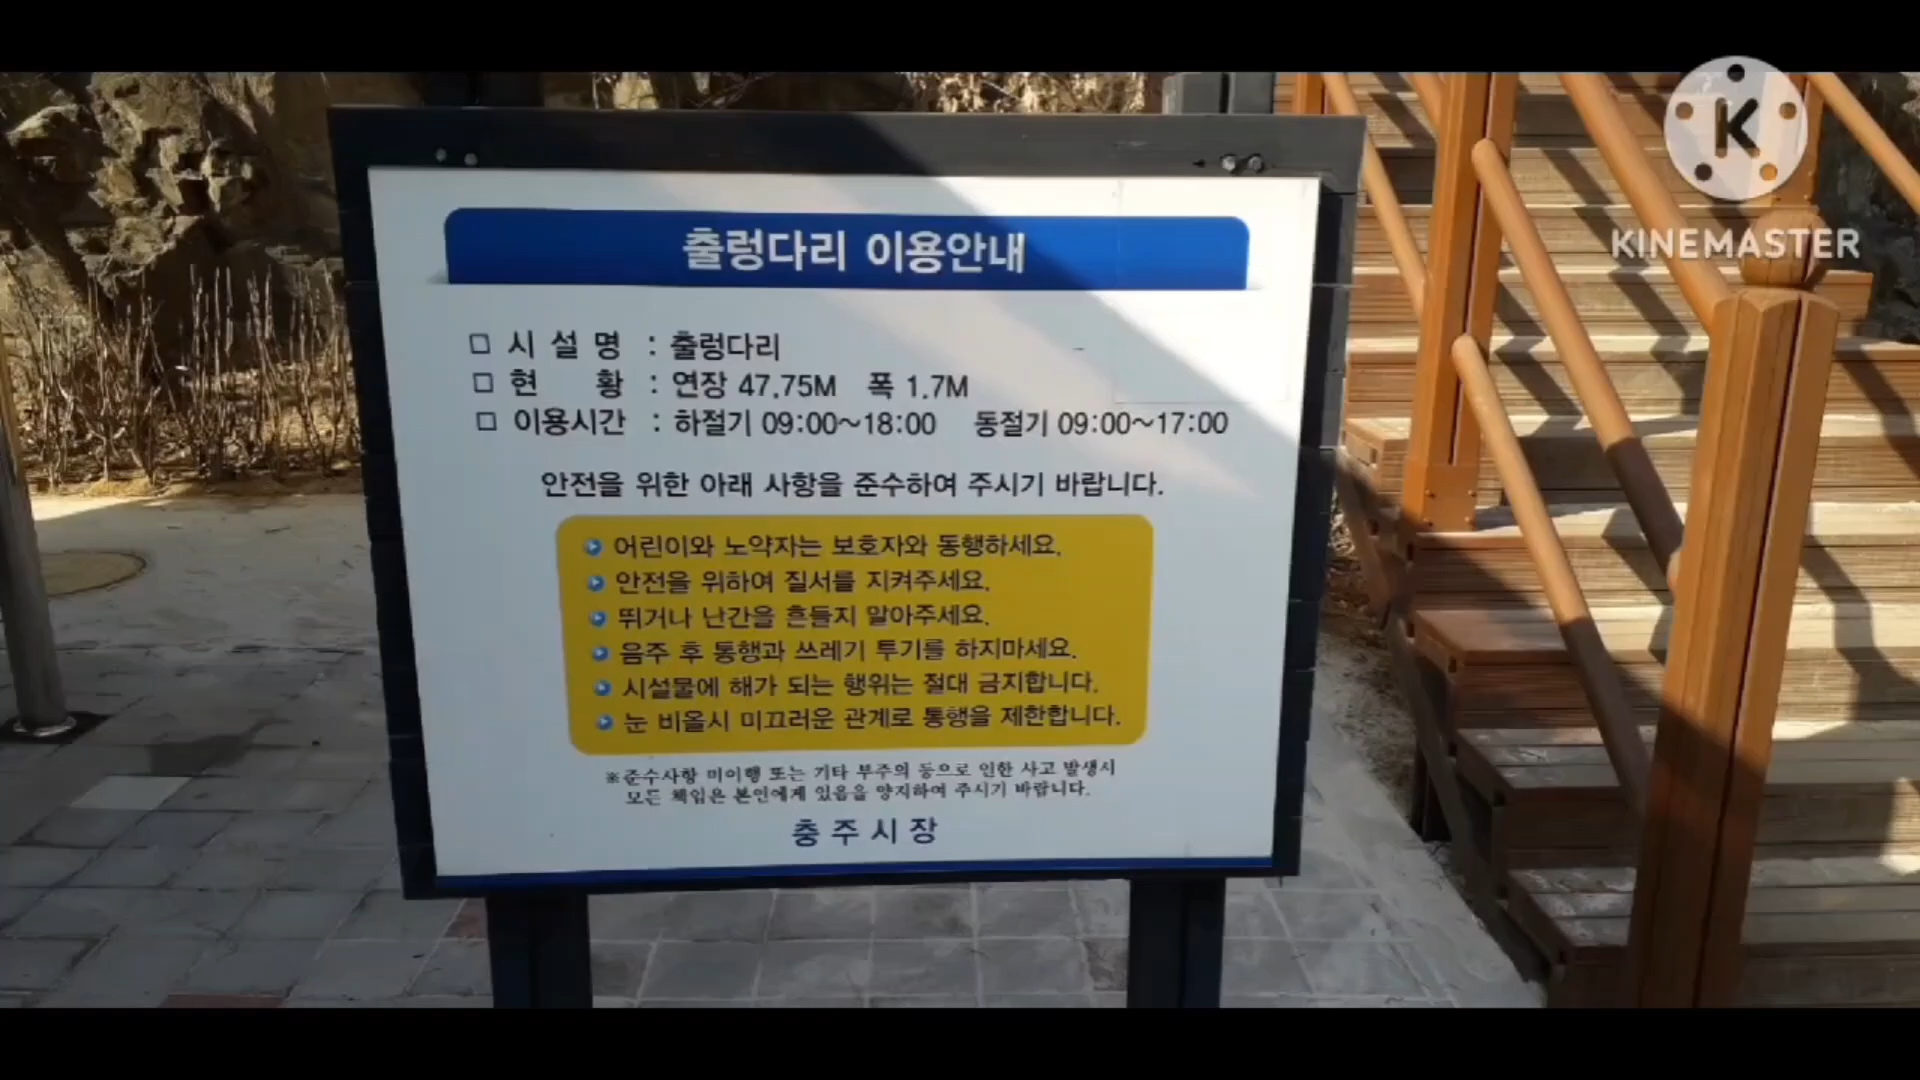 출렁다리 이용안내
□ 시 설 명 : 출렁다리
□ 현 황 : 연장 47.75M 폭 1.7M
□ 이용시간 : 하절기 09:00~18:00 동절기 09:00~17:00
안전을 위한 아래 사항을 준수하여 주시기 바랍니다.
어린이와 노약자는 보호자와 동행하세요.
안전을 위하여 질서를 지켜주세요.
뛰거나 난간을 흔들지 말아주세요.
음주 후 통행과 쓰레기 투기를 하지마세요.
시설물에 해가 되는 행위는 절대 금지합니다.
눈 비올시 미끄러운 관계로 통행을 제한합니다.
※준수사항 미이행 또는 기타 부주의 등으로 인한 사고 발생시
모든 책임은 본인에게 있음을 양지하여 주시기 바랍니다.
충주시장
K
KINEMASTER